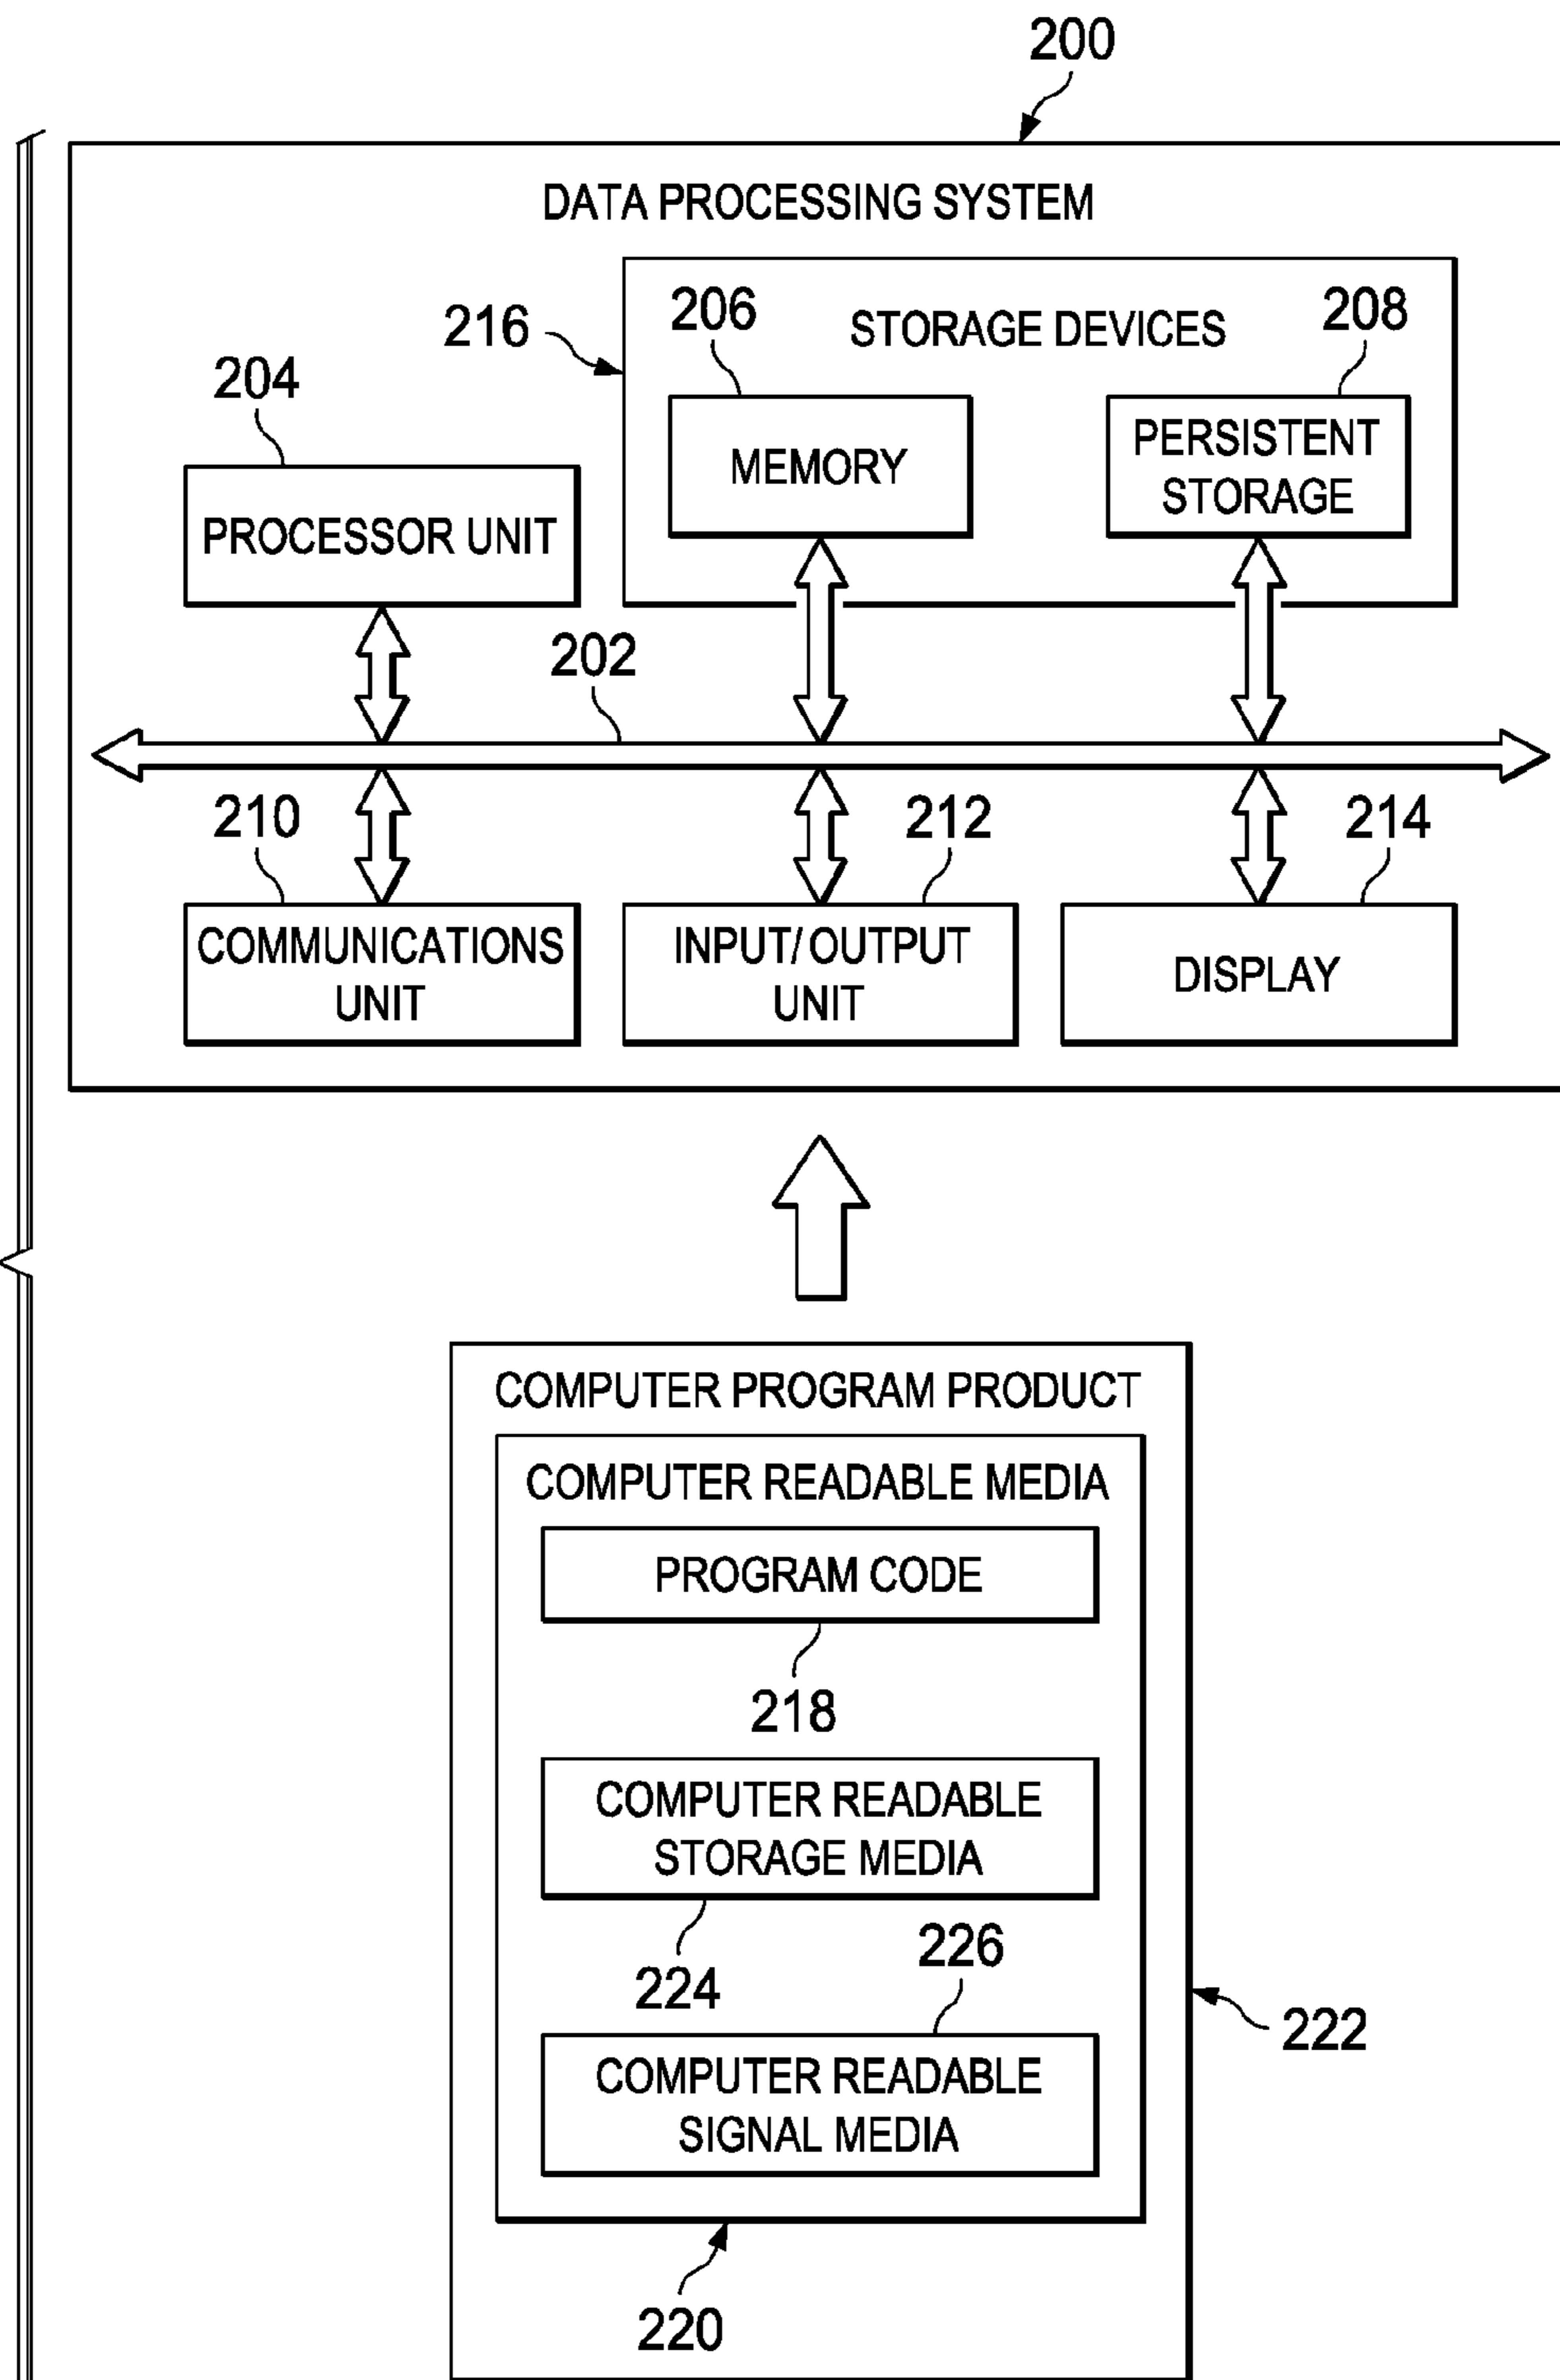 200
DATA PROCESSING SYSTEM
216
206
STORAGE DEVICES
208
204
MEMORY
PERSISTENT
STORAGE
PROCESSOR UNIT
202
210
212
214
COMMUNICATIONS
UNIT
INPUT/OUTPUT
UNIT
DISPLAY
COMPUTER PROGRAM PRODUCT
COMPUTER READABLE MEDIA
PROGRAM CODE
218
COMPUTER READABLE
STORAGE MEDIA
224
226
COMPUTER READABLE
SIGNAL MEDIA
222
220